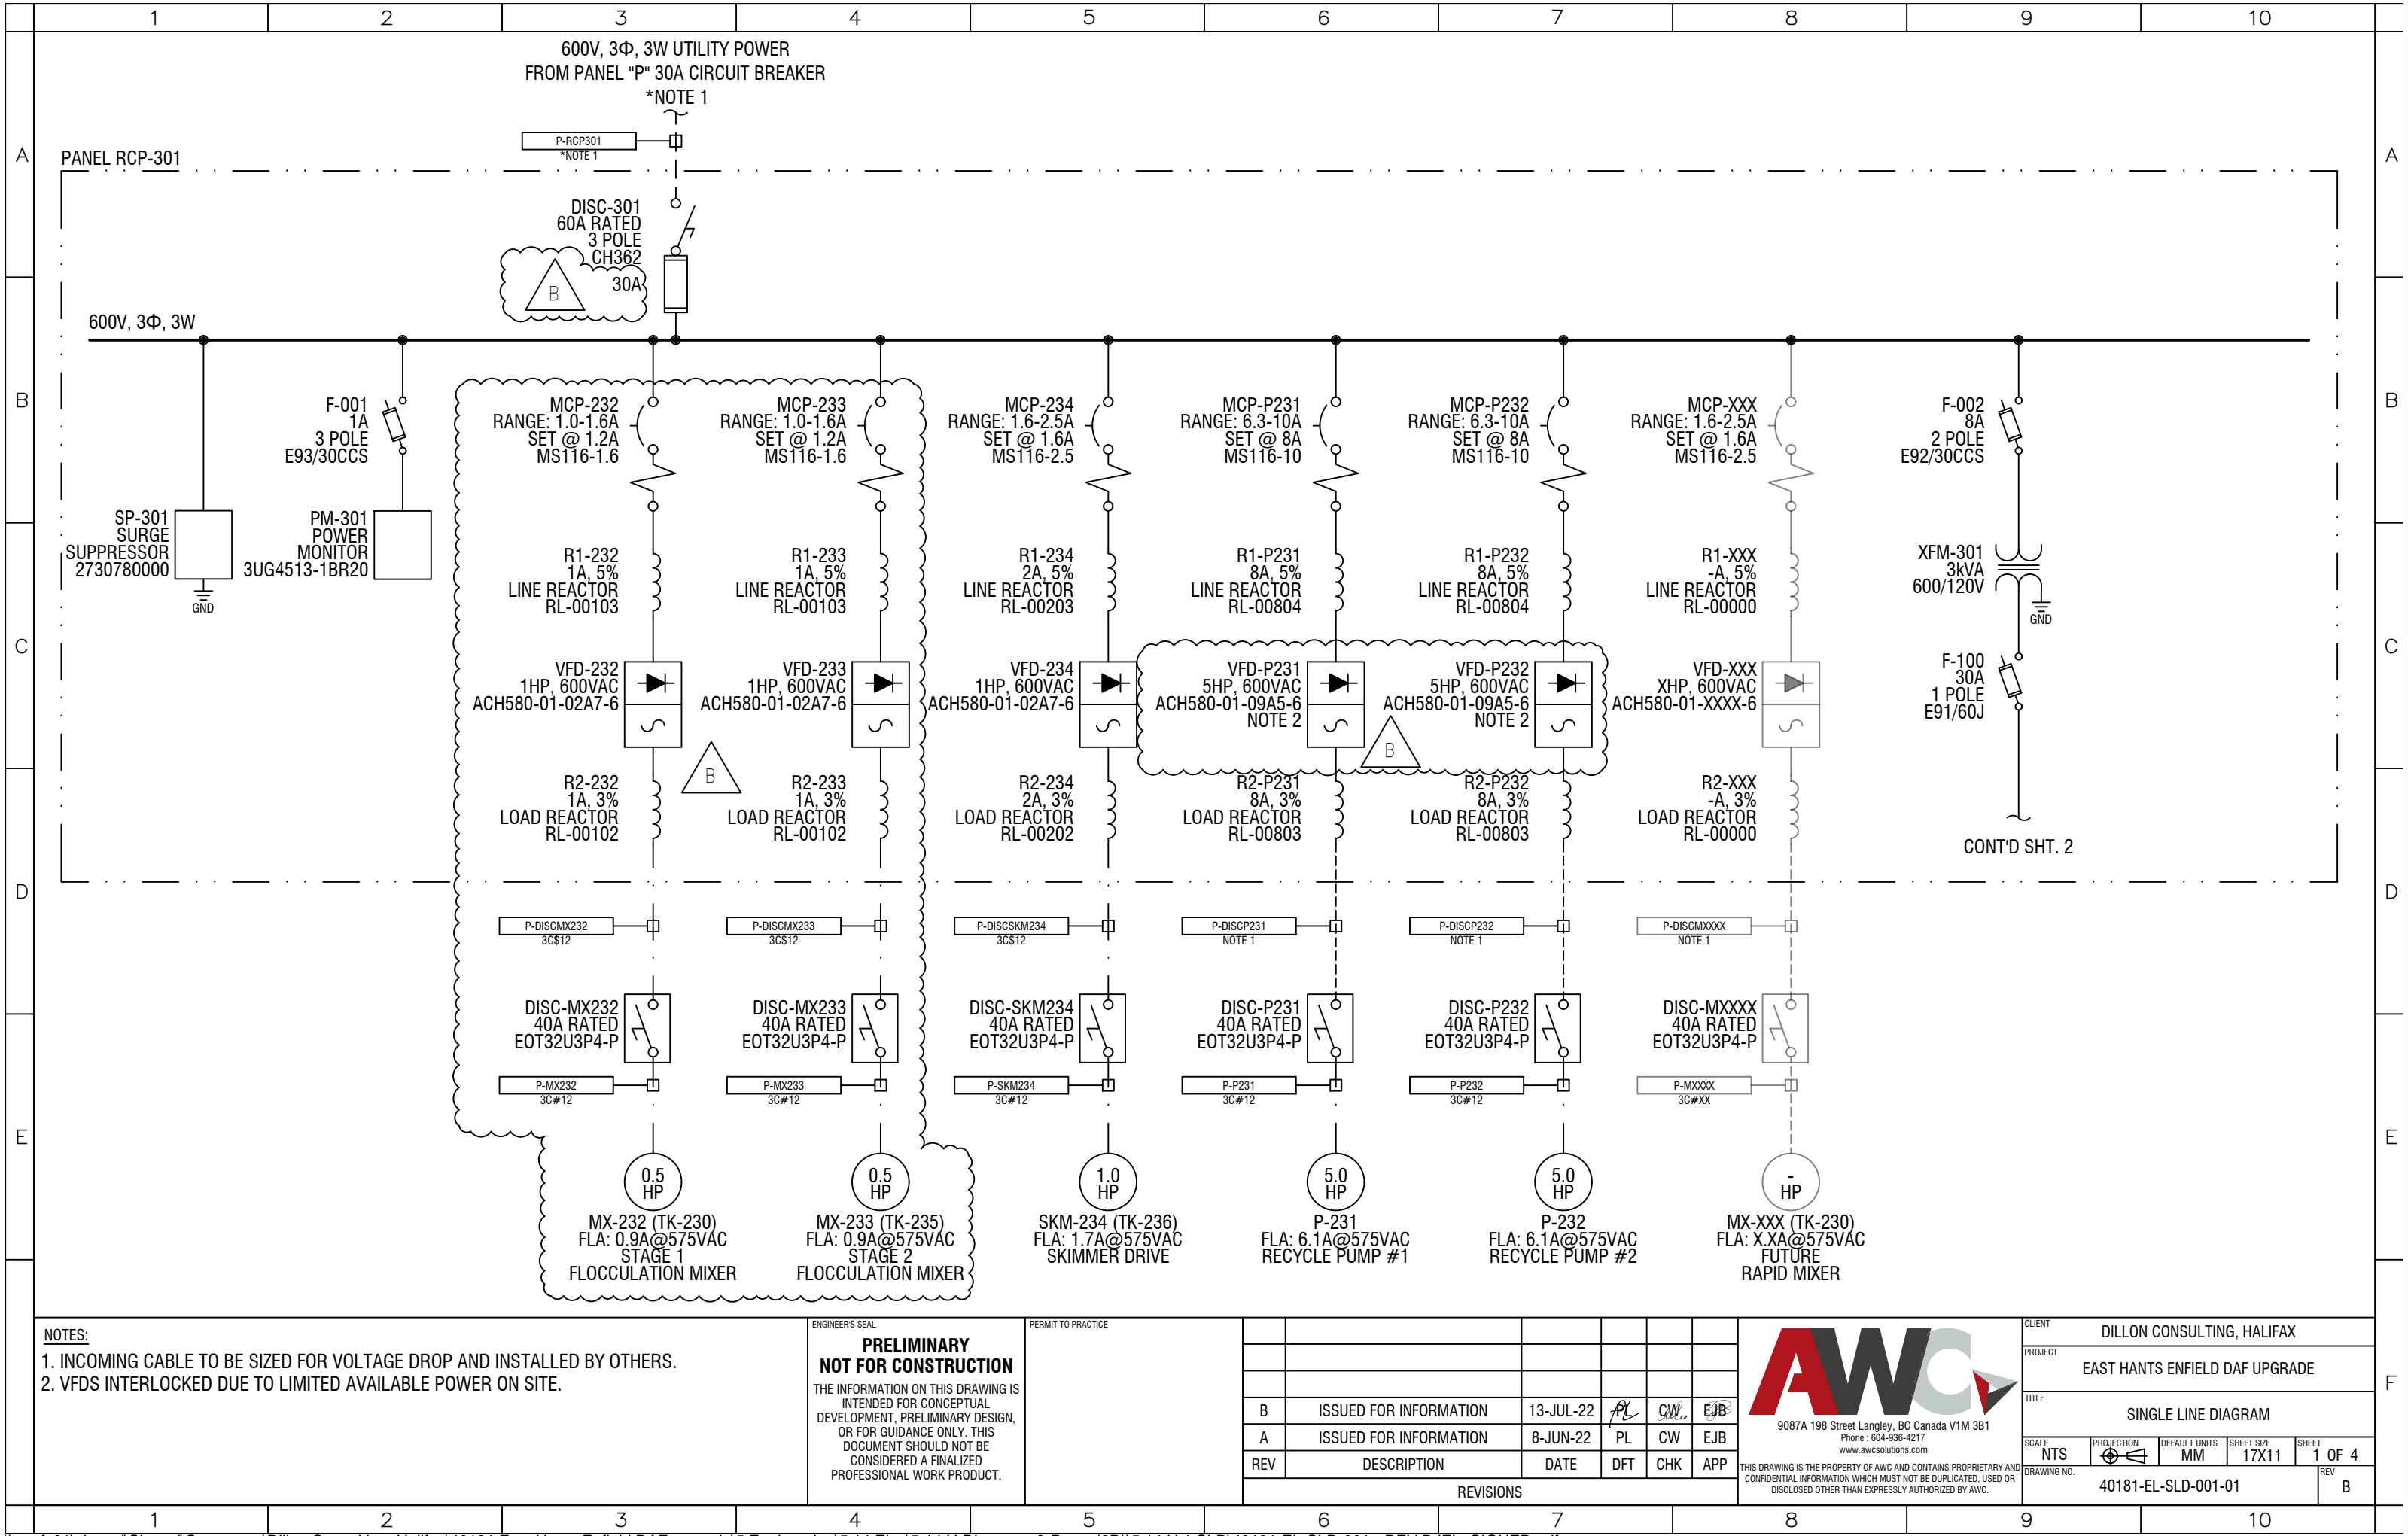 1 2 3 4 5 6 7 8 9 10
600V, 3Φ, 3W UTILITY POWER
FROM PANEL "P" 30A CIRCUIT BREAKER
*NOTE 1
P-RCP301
*NOTE 1
A
A
PANEL RCP-301
DISC-301
60A RATED
3 POLE
CH362
30A
B
600V, 3Φ, 3W
B
B
F-001
1A
3 POLE
E93/30CCS
MCP-232
RANGE: 1.0-1.6A
SET @ 1.2A
MS116-1.6
MCP-233
RANGE: 1.0-1.6A
SET @ 1.2A
MS116-1.6
MCP-234
RANGE: 1.6-2.5A
SET @ 1.6A
MS116-2.5
MCP-P231
RANGE: 6.3-10A
SET @ 8A
MS116-10
MCP-P232
RANGE: 6.3-10A
SET @ 8A
MS116-10
MCP-XXX
RANGE: 1.6-2.5A
SET @ 1.6A
MS116-2.5
F-002
8A
2 POLE
E92/30CCS
SP-301
SURGE
SUPPRESSOR
2730780000
GND
PM-301
POWER
MONITOR
3UG4513-1BR20
R1-232
1A, 5%
LINE REACTOR
RL-00103
R1-233
1A, 5%
LINE REACTOR
RL-00103
R1-234
2A, 5%
LINE REACTOR
RL-00203
R1-P231
8A, 5%
LINE REACTOR
RL-00804
R1-P232
8A, 5%
LINE REACTOR
RL-00804
R1-XXX
-A, 5%
LINE REACTOR
RL-00000
XFM-301
3kVA
600/120V
GND
C
C
VFD-232
1HP, 600VAC
ACH580-01-02A7-6
VFD-233
1HP, 600VAC
ACH580-01-02A7-6
VFD-234
1HP, 600VAC
ACH580-01-02A7-6
VFD-P231
5HP, 600VAC
ACH580-01-09A5-6
NOTE 2
VFD-P232
5HP, 600VAC
ACH580-01-09A5-6
NOTE 2
VFD-XXX
XHP, 600VAC
ACH580-01-XXXX-6
F-100
30A
1 POLE
E91/60J
B
B
R2-232
1A, 3%
LOAD REACTOR
RL-00102
R2-233
1A, 3%
LOAD REACTOR
RL-00102
R2-234
2A, 3%
LOAD REACTOR
RL-00202
R2-P231
8A, 3%
LOAD REACTOR
RL-00803
R2-P232
8A, 3%
LOAD REACTOR
RL-00803
R2-XXX
-A, 3%
LOAD REACTOR
RL-00000
CONT'D SHT. 2
D
D
P-DISCMX232
3C$12
P-DISCMX233
3C$12
P-DISCSKM234
3C$12
P-DISCP231
NOTE 1
P-DISCP232
NOTE 1
P-DISCMXXXX
NOTE 1
DISC-MX232
40A RATED
EOT32U3P4-P
DISC-MX233
40A RATED
EOT32U3P4-P
DISC-SKM234
40A RATED
EOT32U3P4-P
DISC-P231
40A RATED
EOT32U3P4-P
DISC-P232
40A RATED
EOT32U3P4-P
DISC-MXXXX
40A RATED
EOT32U3P4-P
P-MX232
3C#12
P-MX233
3C#12
P-SKM234
3C#12
P-P231
3C#12
P-P232
3C#12
P-MXXXX
3C#XX
E
E
0.5
HP
MX-232 (TK-230)
FLA: 0.9A@575VAC
STAGE 1
FLOCCULATION MIXER
0.5
HP
MX-233 (TK-235)
FLA: 0.9A@575VAC
STAGE 2
FLOCCULATION MIXER
1.0
HP
SKM-234 (TK-236)
FLA: 1.7A@575VAC
SKIMMER DRIVE
5.0
HP
P-231
FLA: 6.1A@575VAC
RECYCLE PUMP #1
5.0
HP
P-232
FLA: 6.1A@575VAC
RECYCLE PUMP #2
-
HP
MX-XXX (TK-230)
FLA: X.XA@575VAC
FUTURE
RAPID MIXER
NOTES:
1. INCOMING CABLE TO BE SIZED FOR VOLTAGE DROP AND INSTALLED BY OTHERS.
2. VFDS INTERLOCKED DUE TO LIMITED AVAILABLE POWER ON SITE.
ENGINEER'S SEAL
PRELIMINARY
NOT FOR CONSTRUCTION
THE INFORMATION ON THIS DRAWING IS
INTENDED FOR CONCEPTUAL
DEVELOPMENT, PRELIMINARY DESIGN,
OR FOR GUIDANCE ONLY. THIS
DOCUMENT SHOULD NOT BE
CONSIDERED A FINALIZED
PROFESSIONAL WORK PRODUCT.
PERMIT TO PRACTICE
B ISSUED FOR INFORMATION 13-JUL-22 PL CW EJB
A ISSUED FOR INFORMATION 8-JUN-22 PL CW EJB
REV DESCRIPTION DATE DFT CHK APP
REVISIONS
AWC
9087A 198 Street Langley, BC Canada V1M 3B1
Phone : 604-936-4217
www.awcsolutions.com
THIS DRAWING IS THE PROPERTY OF AWC AND CONTAINS PROPRIETARY AND
CONFIDENTIAL INFORMATION WHICH MUST NOT BE DUPLICATED, USED OR
DISCLOSED OTHER THAN EXPRESSLY AUTHORIZED BY AWC.
CLIENT
DILLON CONSULTING, HALIFAX
PROJECT
EAST HANTS ENFIELD DAF UPGRADE
TITLE
SINGLE LINE DIAGRAM
SCALE
NTS
PROJECTION
DEFAULT UNITS
MM
SHEET SIZE
17X11
SHEET
1 OF 4
DRAWING NO.
40181-EL-SLD-001-01
REV
B
F
F
1 2 3 4 5 6 7 8 9 10